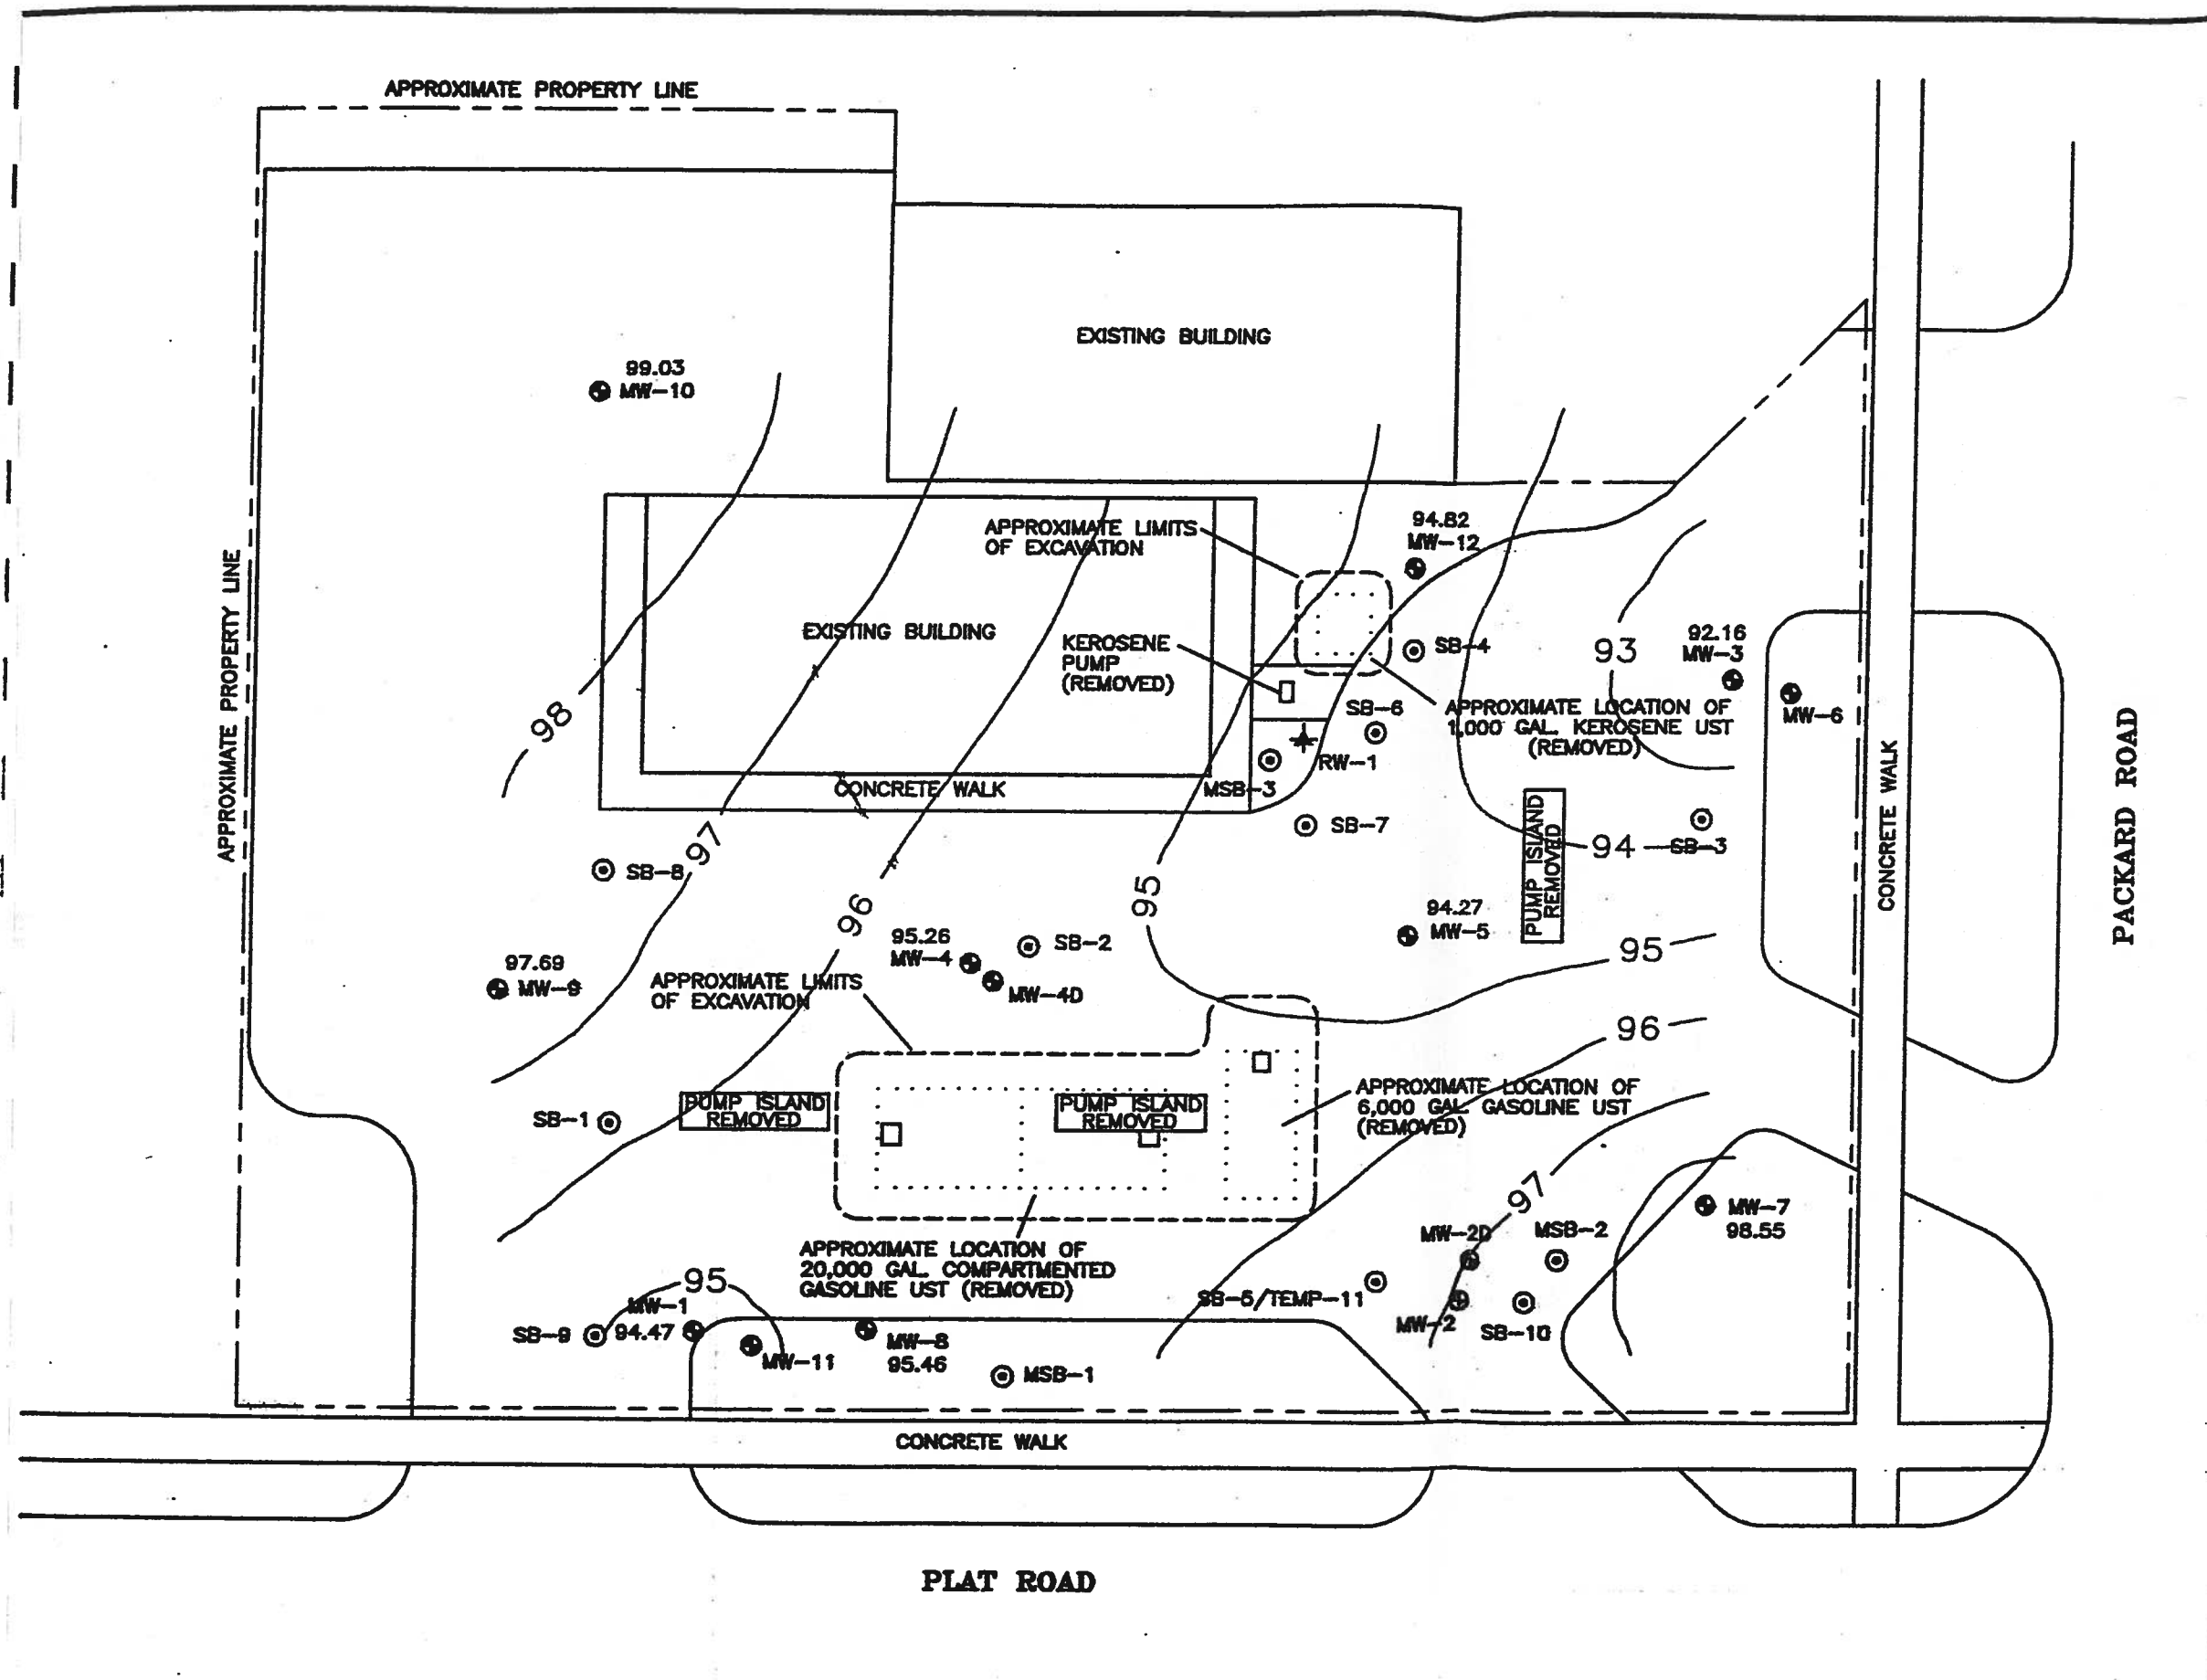 APPROXIMATE PROPERTY LINE
EXISTING BUILDING
99.03
MW-10
APPROXIMATE LIMITS
OF EXCAVATION
94.82
MW-12
APPROXIMATE PROPERTY LINE
EXISTING BUILDING
KEROSENE
PUMP
(REMOVED)
SB-4
93
92.16
MW-3
MW-6
98
SB-6
APPROXIMATE LOCATION OF
1,000 GAL. KEROSENE UST
(REMOVED)
RW-1
MSB-3
CONCRETE WALK
PACKARD ROAD
CONCRETE WALK
SB-7
PUMP ISLAND
REMOVED
94
SB-3
97
SB-8
96
95
95.26
MW-4
SB-2
MW-4D
94.27
MW-5
95
97.69
MW-9
APPROXIMATE LIMITS
OF EXCAVATION
96
SB-1
PUMP ISLAND
REMOVED
PUMP ISLAND
REMOVED
APPROXIMATE LOCATION OF
6,000 GAL. GASOLINE UST
(REMOVED)
97
MW-7
98.55
MW-2D
MSB-2
APPROXIMATE LOCATION OF
20,000 GAL. COMPARTMENTED
GASOLINE UST (REMOVED)
95
MW-1
94.47
SB-9
MW-11
MW-8
95.46
MSB-1
SB-5/TEMP-11
MW-2
SB-10
CONCRETE WALK
PLAT ROAD